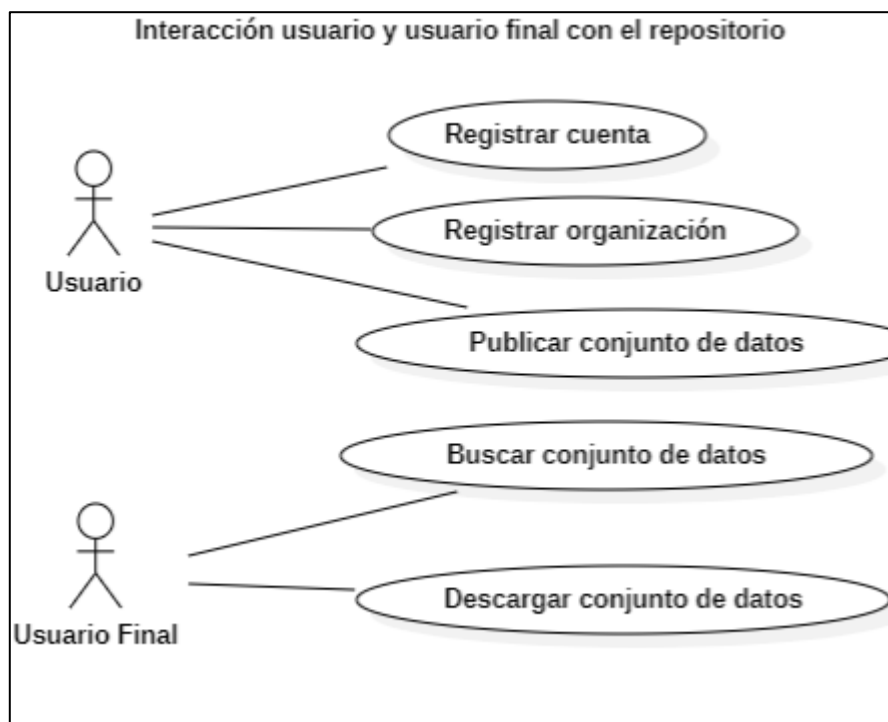 Interacción usuario y usuario final con el repositorio
Registrar cuenta
Registrar organización
Usuario
Publicar conjunto de datos
Buscar conjunto de datos
Descargar conjunto de datos
Usuario Final